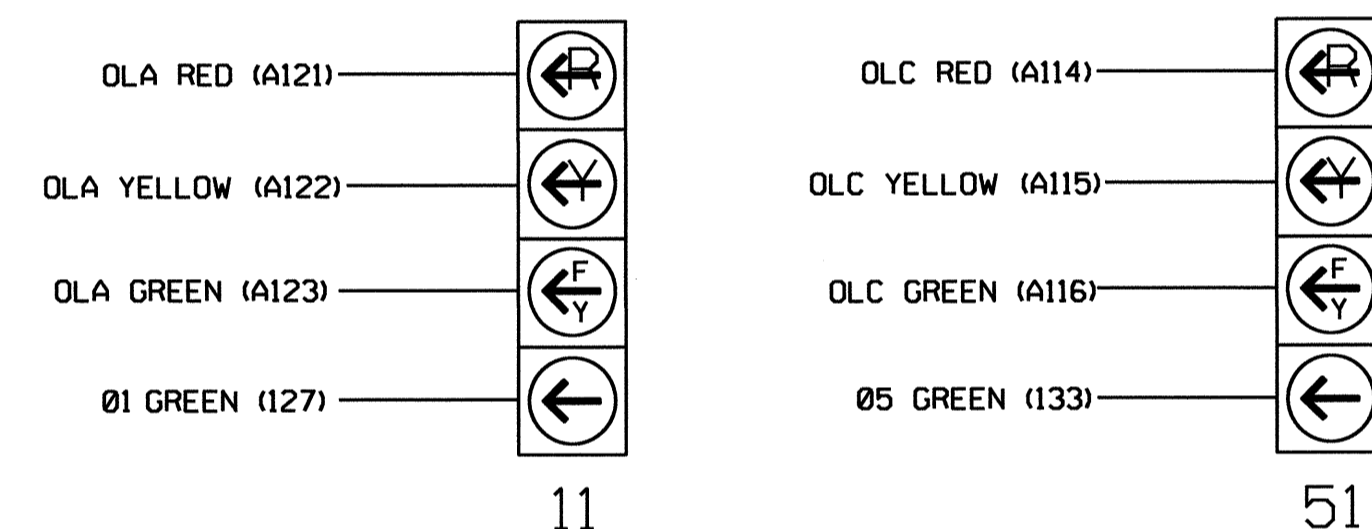 OLA RED (A121)
R
OLA YELLOW (A122)
Y
OLA GREEN (A123)
F
Y
Ø1 GREEN (127)
11
OLC RED (A114)
R
OLC YELLOW (A115)
Y
OLC GREEN (A116)
F
Y
Ø5 GREEN (133)
51